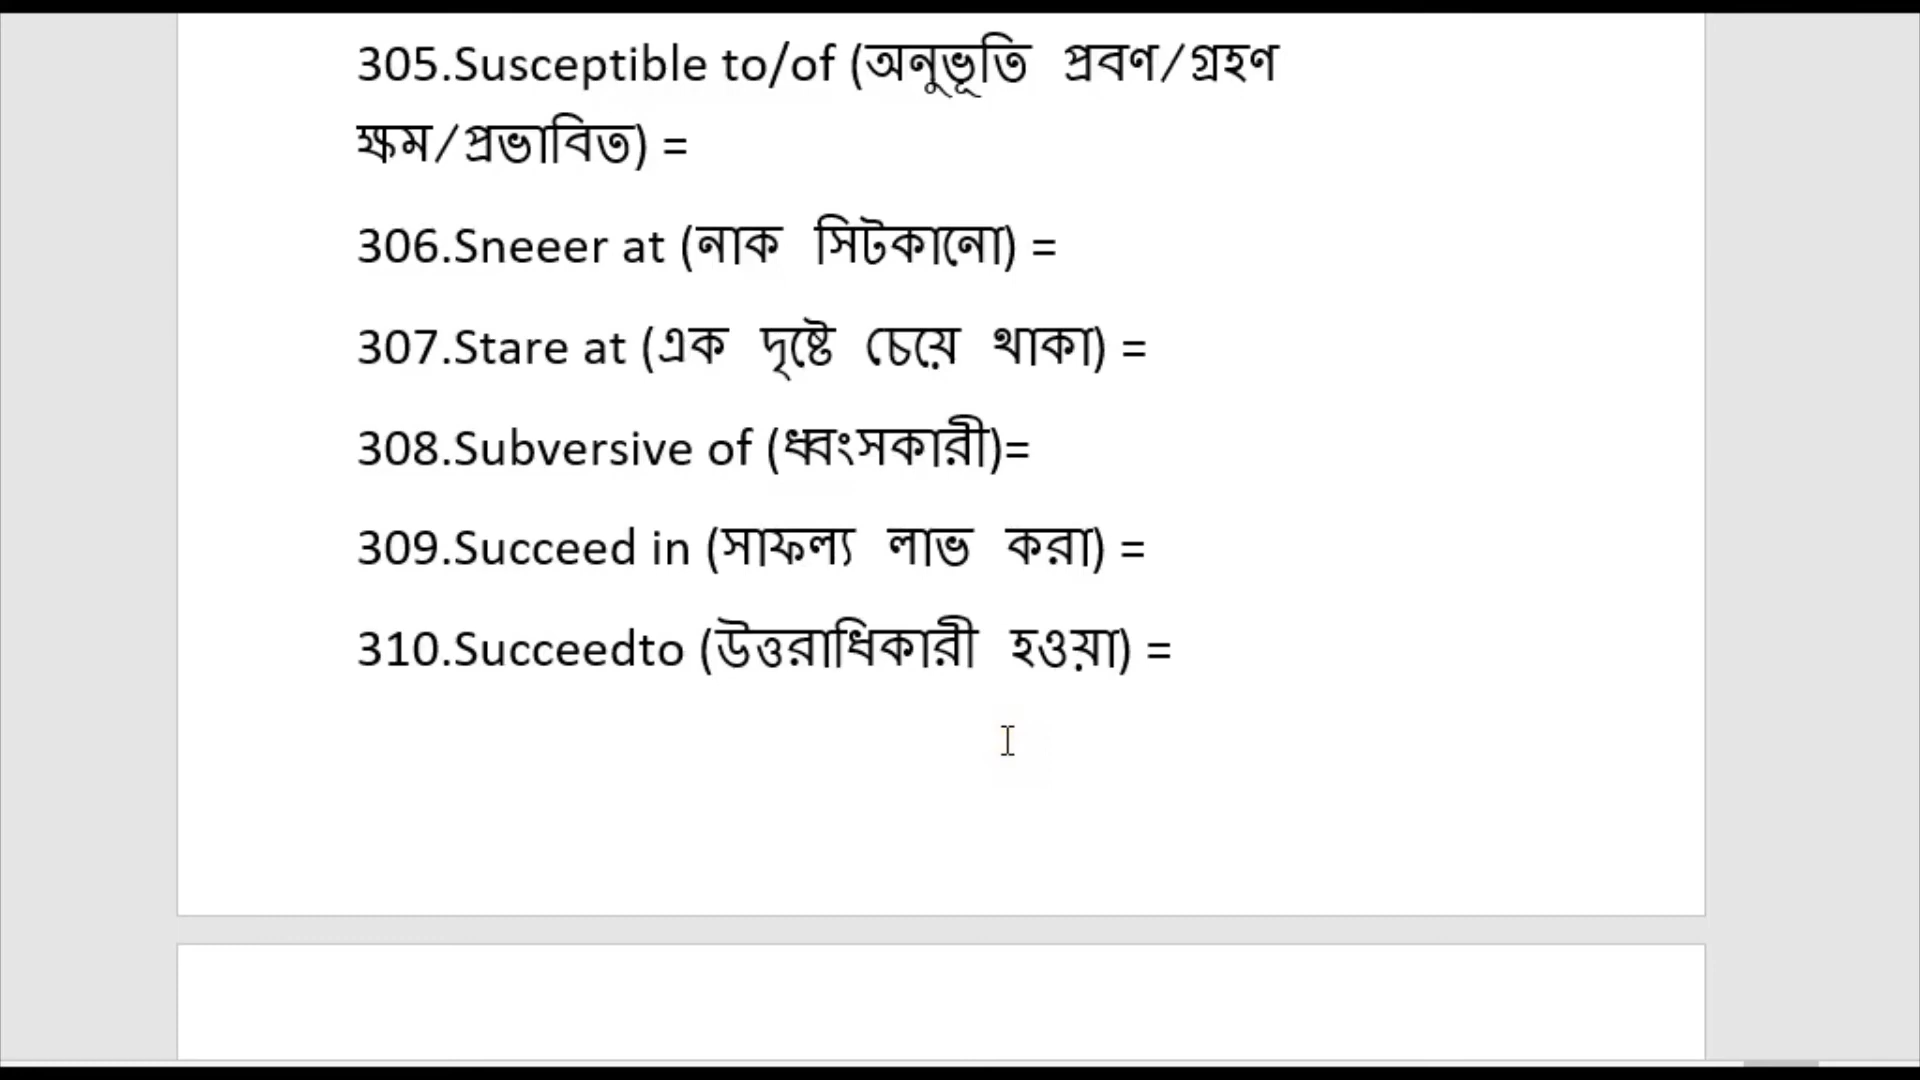 305.Susceptible to/of (অনুভূতি প্রবণ/গ্রহণ
ক্ষম/প্রভাবিত) =
306.Sneeer at (নাক সিটকানো) =
307.Stare at (এক দৃষ্টে চেয়ে থাকা) =
308.Subversive of (ধ্বংসকারী)=
309.Succeed in (সাফল্য লাভ করা) =
310.Succeedto (উত্তরাধিকারী হওয়া) =